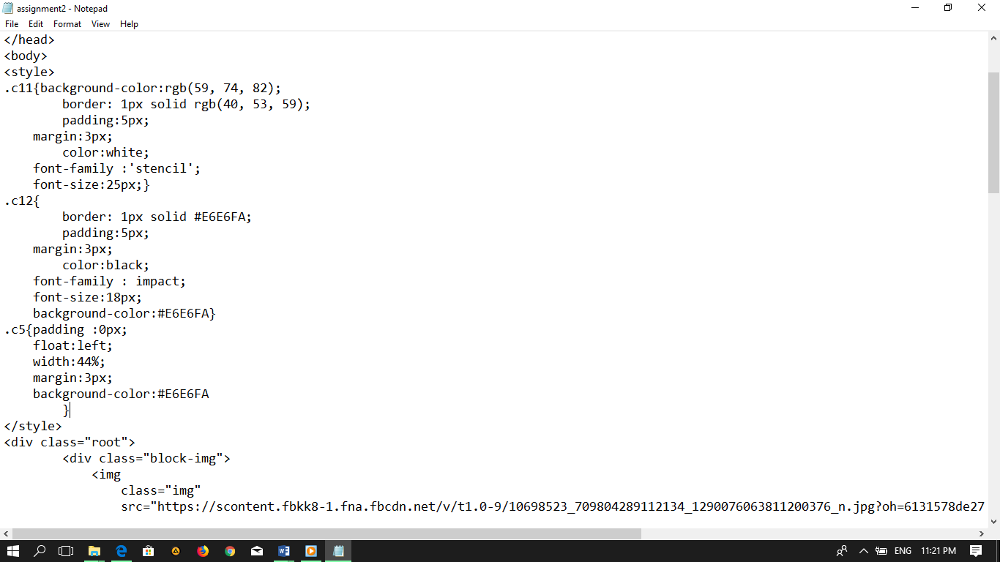 assignment2 - Notepad
File Edit Format View Help
</head>
<body>
<style>
.c11{background-color:rgb(59, 74, 82);
        border: 1px solid rgb(40, 53, 59);
        padding:5px;
    margin:3px;
        color:white;
    font-family :'stencil';
    font-size:25px;}
.c12{
        border: 1px solid #E6E6FA;
        padding:5px;
    margin:3px;
        color:black;
    font-family : impact;
    font-size:18px;
    background-color:#E6E6FA}
.c5{padding :0px;
    float:left;
    width:44%;
    margin:3px;
    background-color:#E6E6FA
        }
</style>
<div class="root">
        <div class="block-img">
            <img
                class="img"
                src="https://scontent.fbkk8-1.fna.fbcdn.net/v/t1.0-9/10698523_709804289112134_1290076063811200376_n.jpg?oh=6131578de27
ENG 11:21 PM